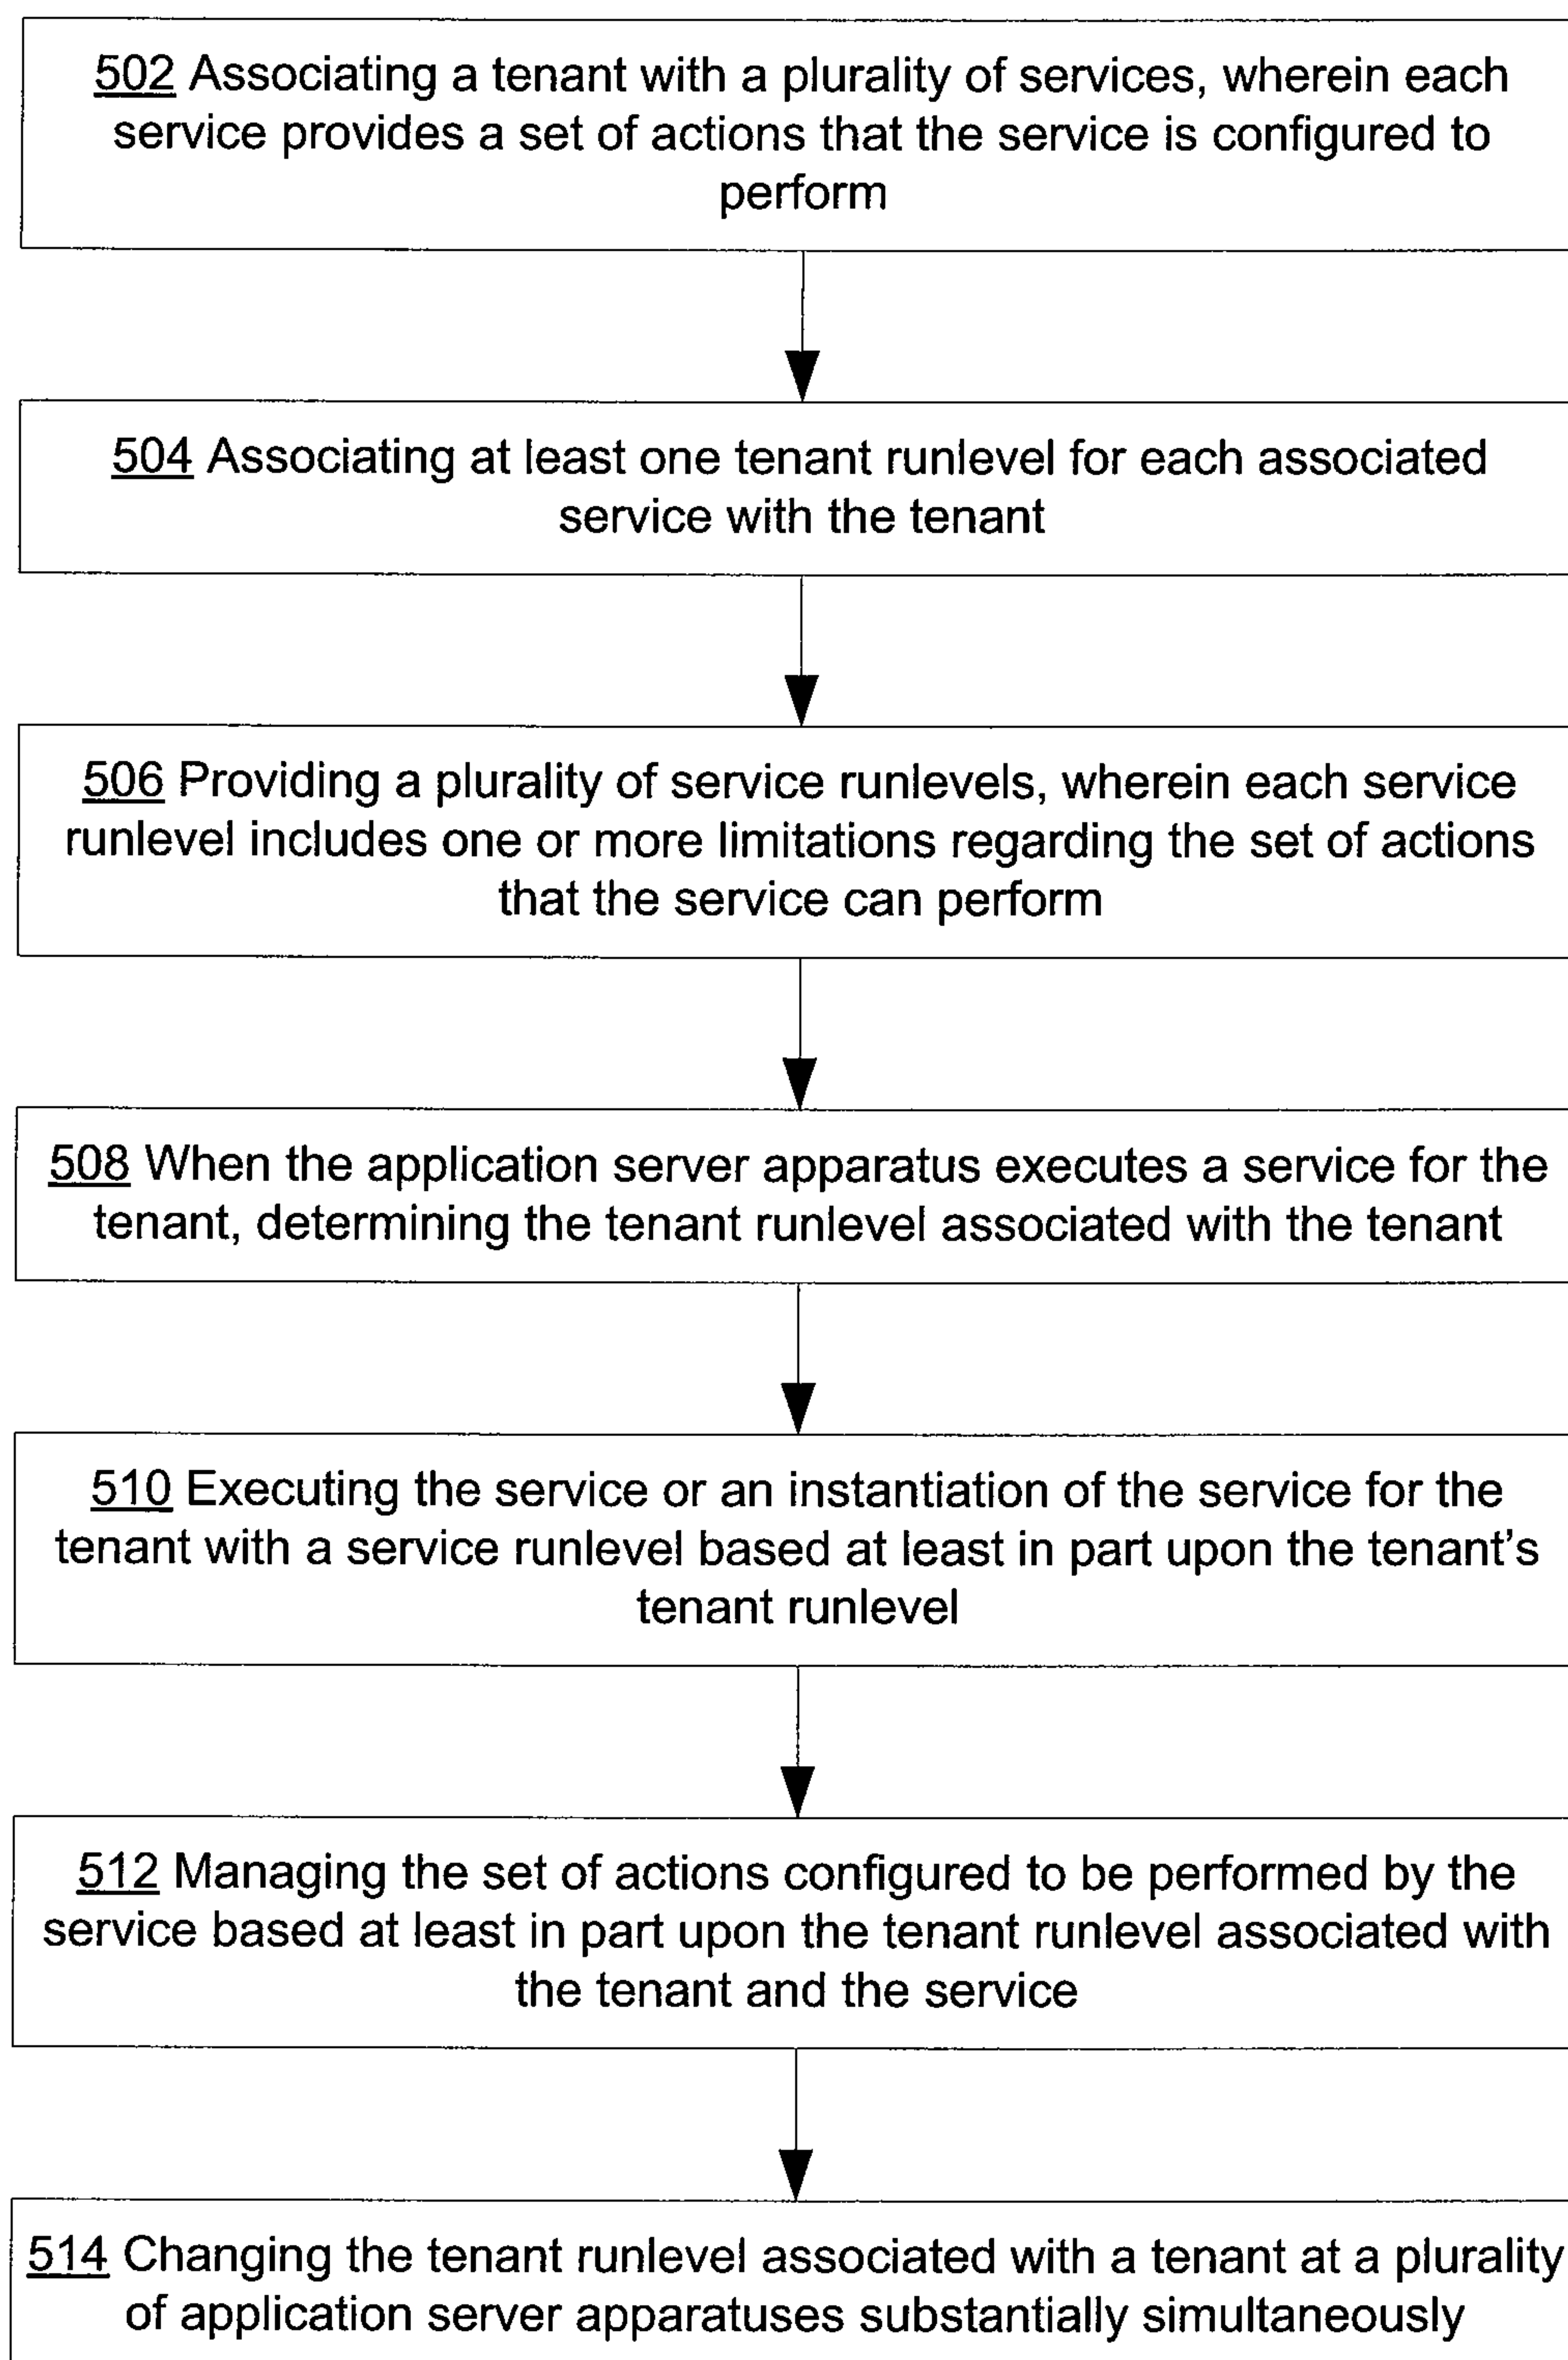 502 Associating a tenant with a plurality of services, wherein each
service provides a set of actions that the service is configured to
perform
504 Associating at least one tenant runlevel for each associated
service with the tenant
506 Providing a plurality of service runlevels, wherein each service
runlevel includes one or more limitations regarding the set of actions
that the service can perform
508 When the application server apparatus executes a service for the
tenant, determining the tenant runlevel associated with the tenant
510 Executing the service or an instantiation of the service for the
tenant with a service runlevel based at least in part upon the tenant’s
tenant runlevel
512 Managing the set of actions configured to be performed by the
service based at least in part upon the tenant runlevel associated with
the tenant and the service
514 Changing the tenant runlevel associated with a tenant at a plurality
of application server apparatuses substantially simultaneously